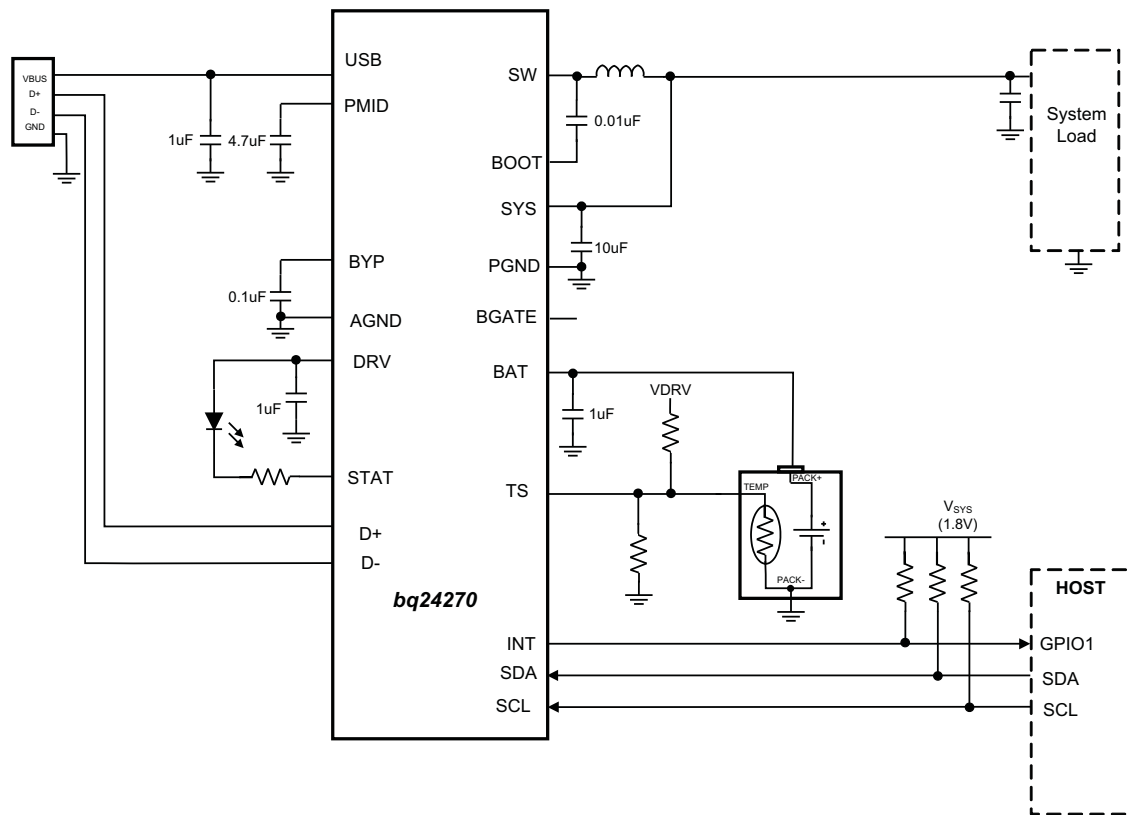 VBUS
D+
D-
GND
1uF
4.7uF
USB
PMID
BYP
0.1uF
AGND
DRV
1uF
STAT
D+
D-
bq24270
SW
0.01uF
BOOT
SYS
10uF
PGND
BGATE
BAT
1uF
VDRV
TS
TEMP
PACK+
+
-
PACK-
System
Load
VSYS
(1.8V)
INT
SDA
SCL
HOST
GPIO1
SDA
SCL